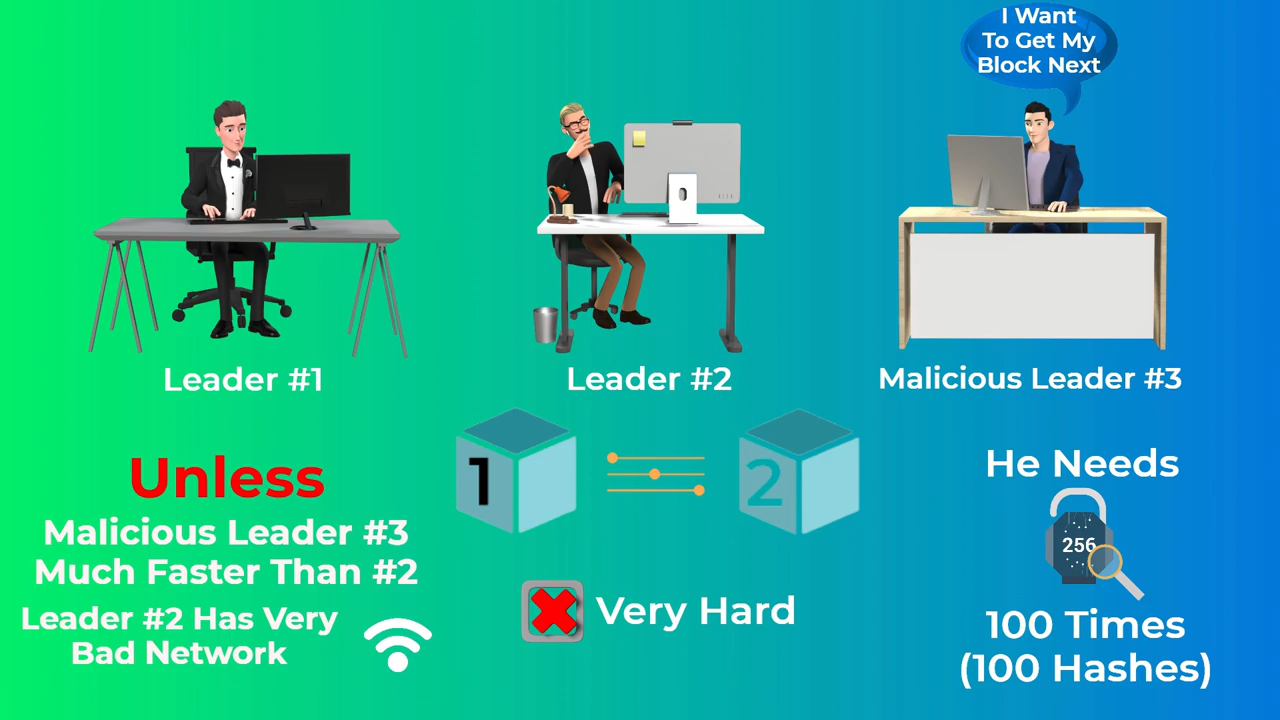 I Want
To Get My
Block Next
Leader #1
Leader #2
Malicious Leader #3
Unless
Malicious Leader #3
Much Faster Than #2
Leader #2 Has Very
Bad Network
1
2
Very Hard
He Needs
256
100 Times
(100 Hashes)